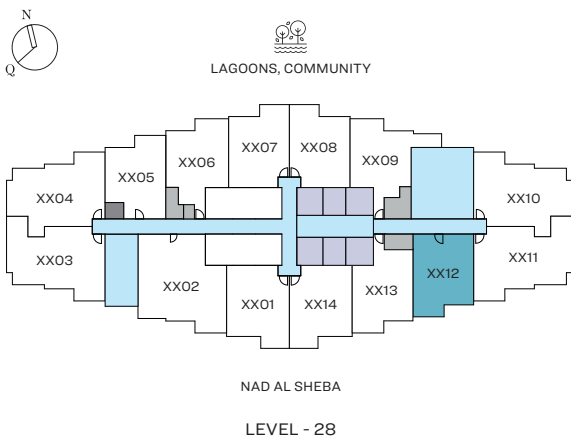 N
Q
LAGOONS, COMMUNITY
XX07
XX08
XX06
XX09
XX05
XX04
XX10
XX03
XX11
XX12
XX02
XX13
XX01
XX14
NAD AL SHEBA
LEVEL - 28